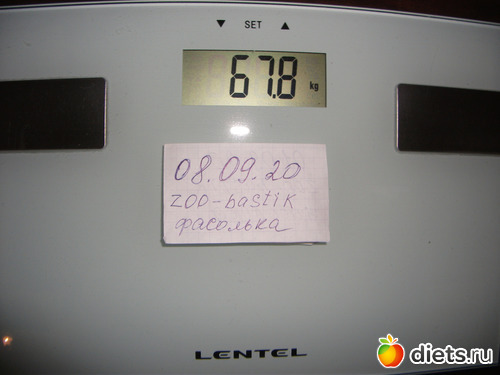 ▼ SET ▲
67.8 kg
08.09.20
zoo-bastik
фасолька
LENTEL
diets.ru